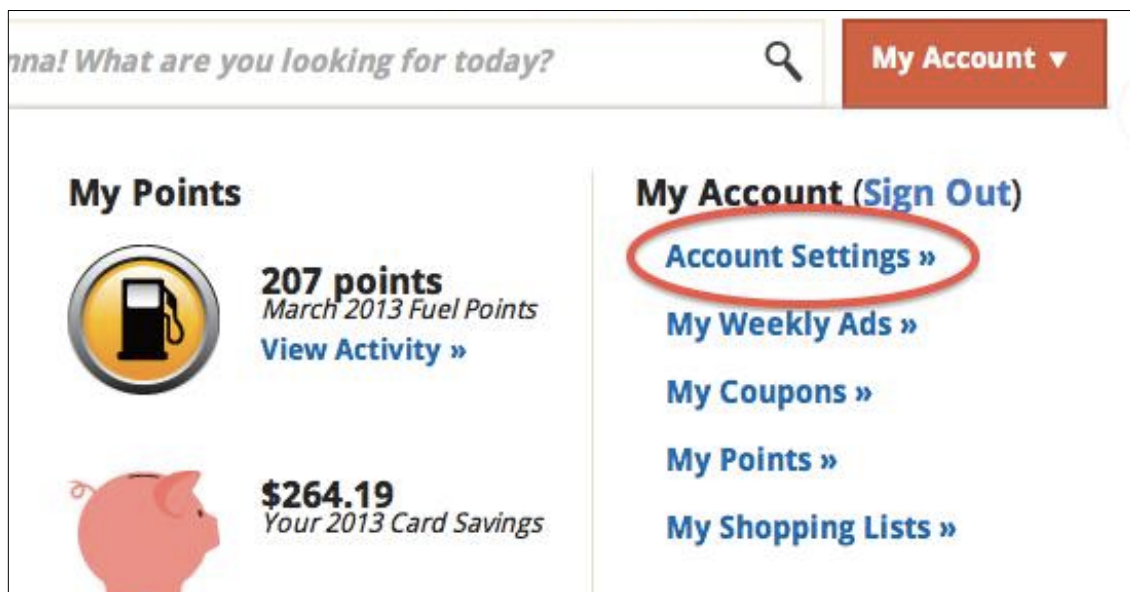 What are you looking for today?
My Account ▼
My Points
207 points
March 2013 Fuel Points
View Activity »
$264.19
Your 2013 Card Savings
My Account (Sign Out)
Account Settings »
My Weekly Ads »
My Coupons »
My Points »
My Shopping Lists »